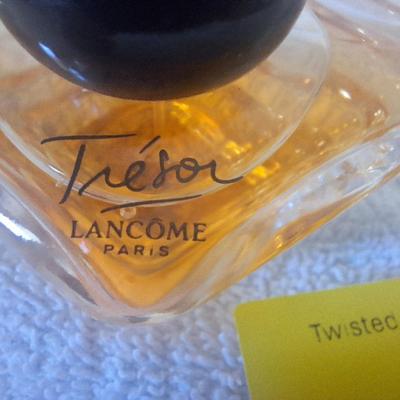 Trésor
LANCÔME
PARIS
Twisted